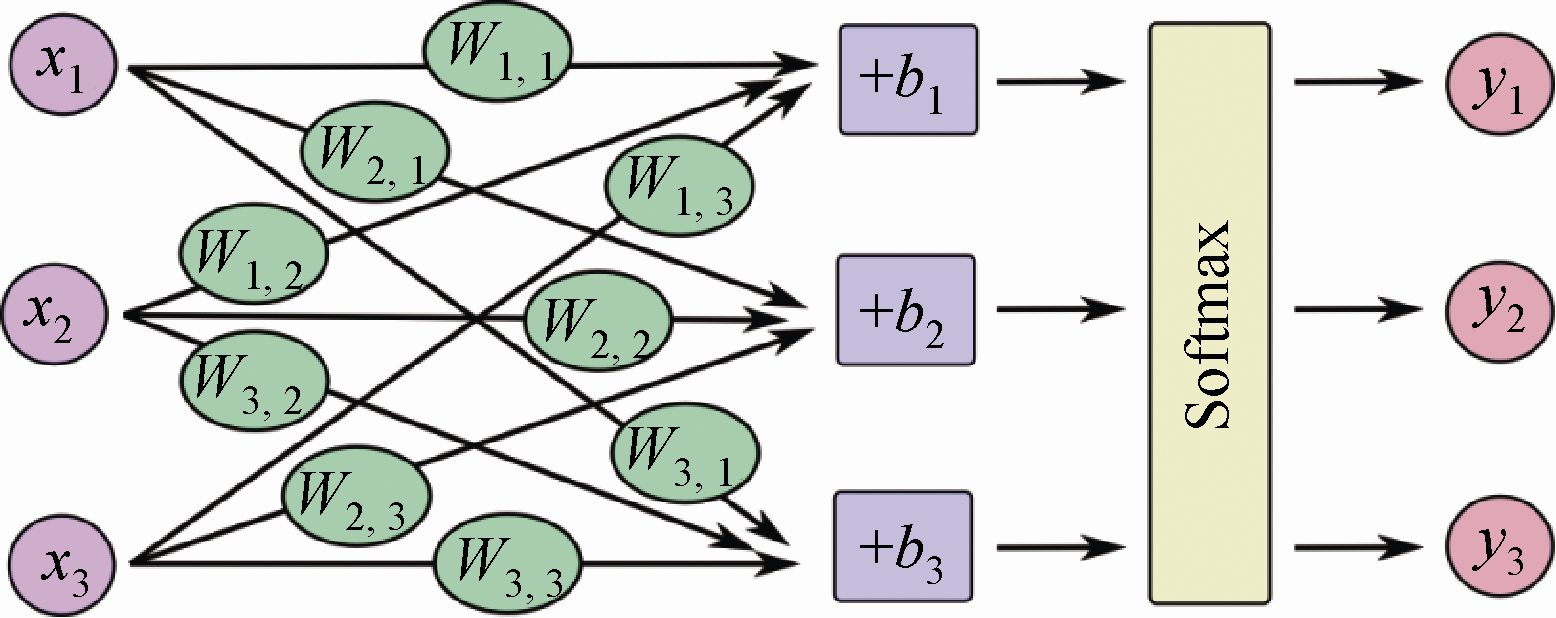 x1
W1, 1
+b1
y1
W2, 1
W1, 3
W1, 2
x2
W2, 2
+b2
Softmax
y2
W3, 2
W3, 1
W2, 3
x3
W3, 3
+b3
y3